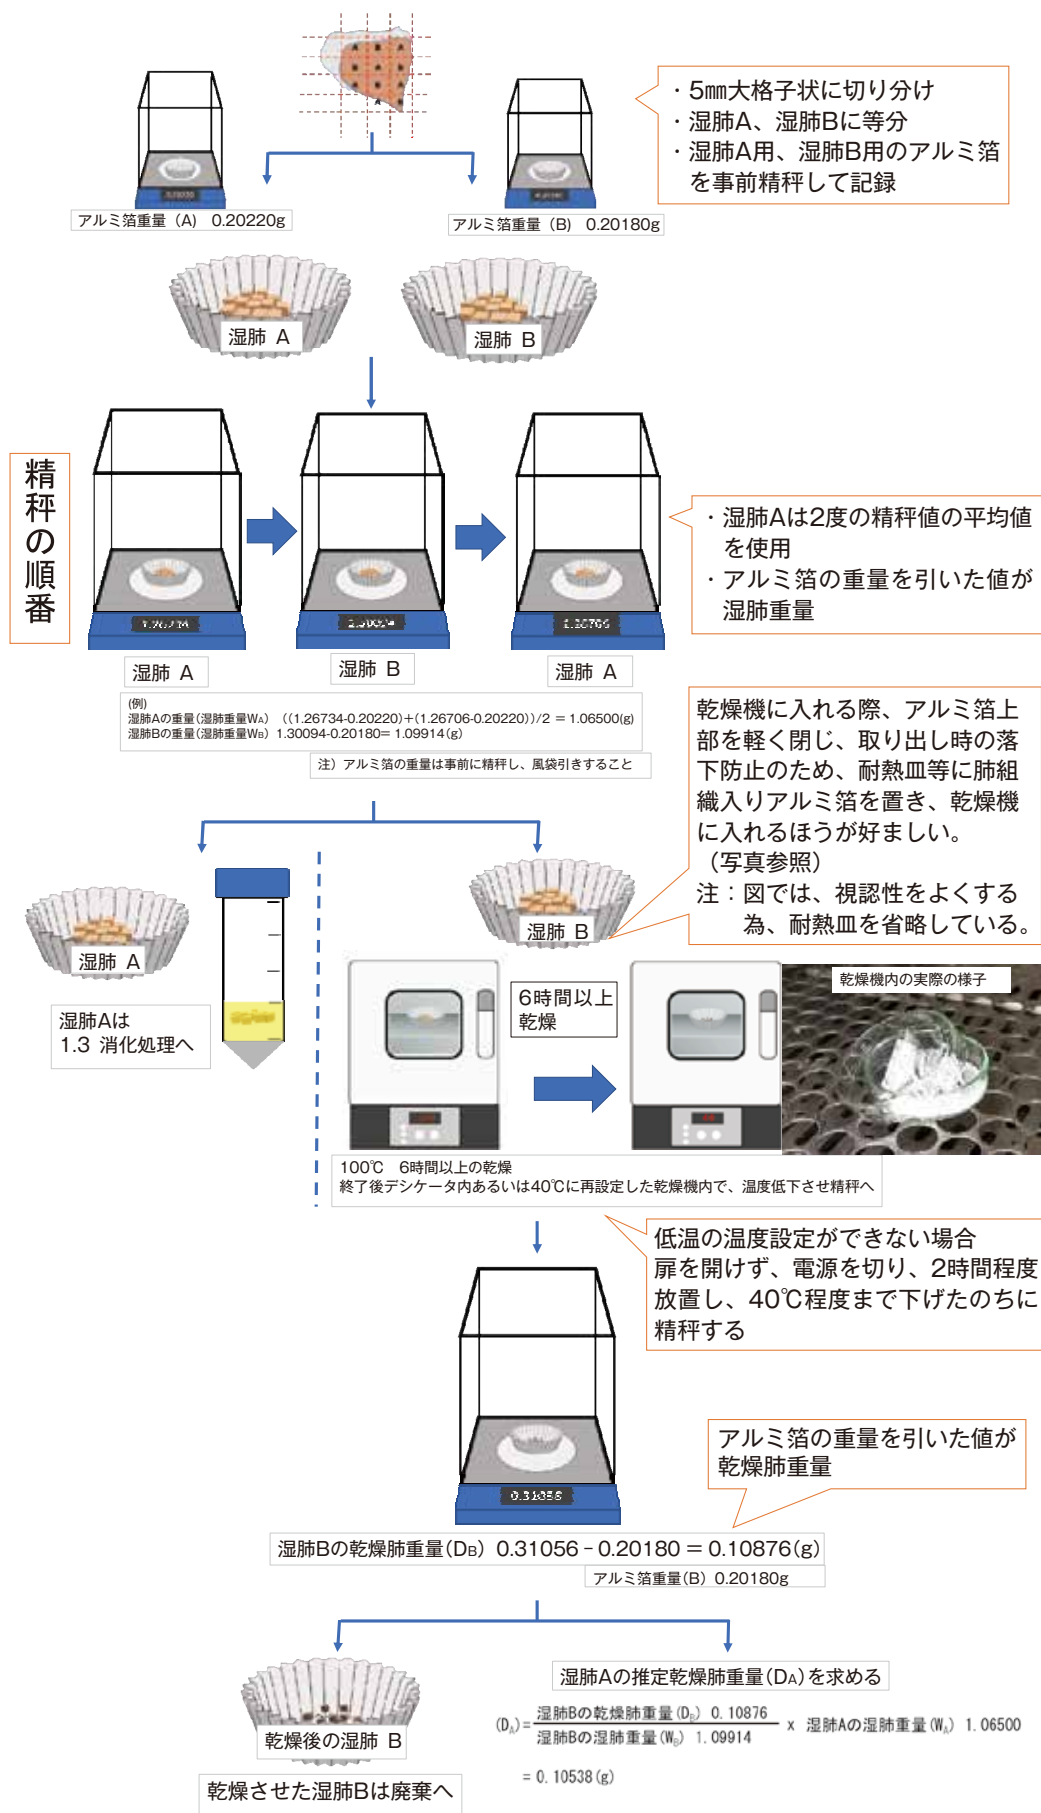 ・5㎜大格子状に切り分け
・湿肺A、湿肺Bに等分
・湿肺A用、湿肺B用のアルミ箔
を事前精秤して記録
アルミ箔重量（A） 0.20220g
アルミ箔重量（B） 0.20180g
湿肺 A
湿肺 B
精秤の順番
1.26734
1.30094
1.26706
・湿肺Aは2度の精秤値の平均値
を使用
・アルミ箔の重量を引いた値が
湿肺重量
湿肺 A
湿肺 B
湿肺 A
(例)
湿肺Aの重量(湿肺重量WA) ((1.26734-0.20220)+(1.26706-0.20220))/2 = 1.06500(g)
湿肺Bの重量(湿肺重量WB) 1.30094-0.20180= 1.09914(g)
注）アルミ箔の重量は事前に精秤し、風袋引きすること
乾燥機に入れる際、アルミ箔上
部を軽く閉じ、取り出し時の落
下防止のため、耐熱皿等に肺組
織入りアルミ箔を置き、乾燥機
に入れるほうが好ましい。
（写真参照）
注：図では、視認性をよくする
為、耐熱皿を省略している。
湿肺 A
湿肺 B
湿肺Aは
1.3 消化処理へ
6時間以上
乾燥
乾燥機内の実際の様子
100℃ 6時間以上の乾燥
終了後デシケータ内あるいは40℃に再設定した乾燥機内で、温度低下させ精秤へ
低温の温度設定ができない場合
扉を開けず、電源を切り、2時間程度
放置し、40℃程度まで下げたのちに
精秤する
0.31056
アルミ箔の重量を引いた値が
乾燥肺重量
湿肺Bの乾燥肺重量(DB) 0.31056－0.20180 = 0.10876(g)
アルミ箔重量(B) 0.20180g
乾燥後の湿肺 B
乾燥させた湿肺Bは廃棄へ
湿肺Aの推定乾燥肺重量(DA)を求める
(DA)= 湿肺Bの乾燥肺重量(DB) 0.10876
湿肺Bの湿肺重量(WB) 1.09914
x 湿肺Aの湿肺重量(WA) 1.06500
= 0.10538(g)